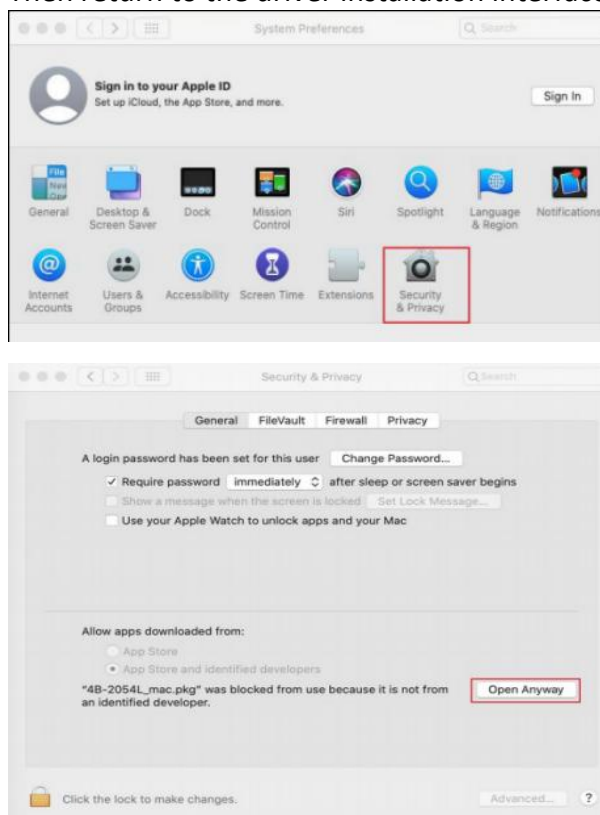 Then return to the driver installation interface
System Preferences
Search
Sign in to your Apple ID
Set up iCloud, the App Store, and more.
Sign In
General
Desktop &
Screen Saver
Dock
Mission
Control
Siri
Spotlight
Language
& Region
Notifications
Internet
Accounts
Users &
Groups
Accessibility
Screen Time
Extensions
Security
& Privacy
Security & Privacy
Search
General FileVault Firewall Privacy
A login password has been set for this user Change Password...
Require password immediately after sleep or screen saver begins
Show a message when the screen is locked Set Lock Message...
Use your Apple Watch to unlock apps and your Mac
Allow apps downloaded from:
App Store
App Store and identified developers
"4B-2054L_mac.pkg" was blocked from use because it is not from
an identified developer.
Open Anyway
Click the lock to make changes.
Advanced... ?